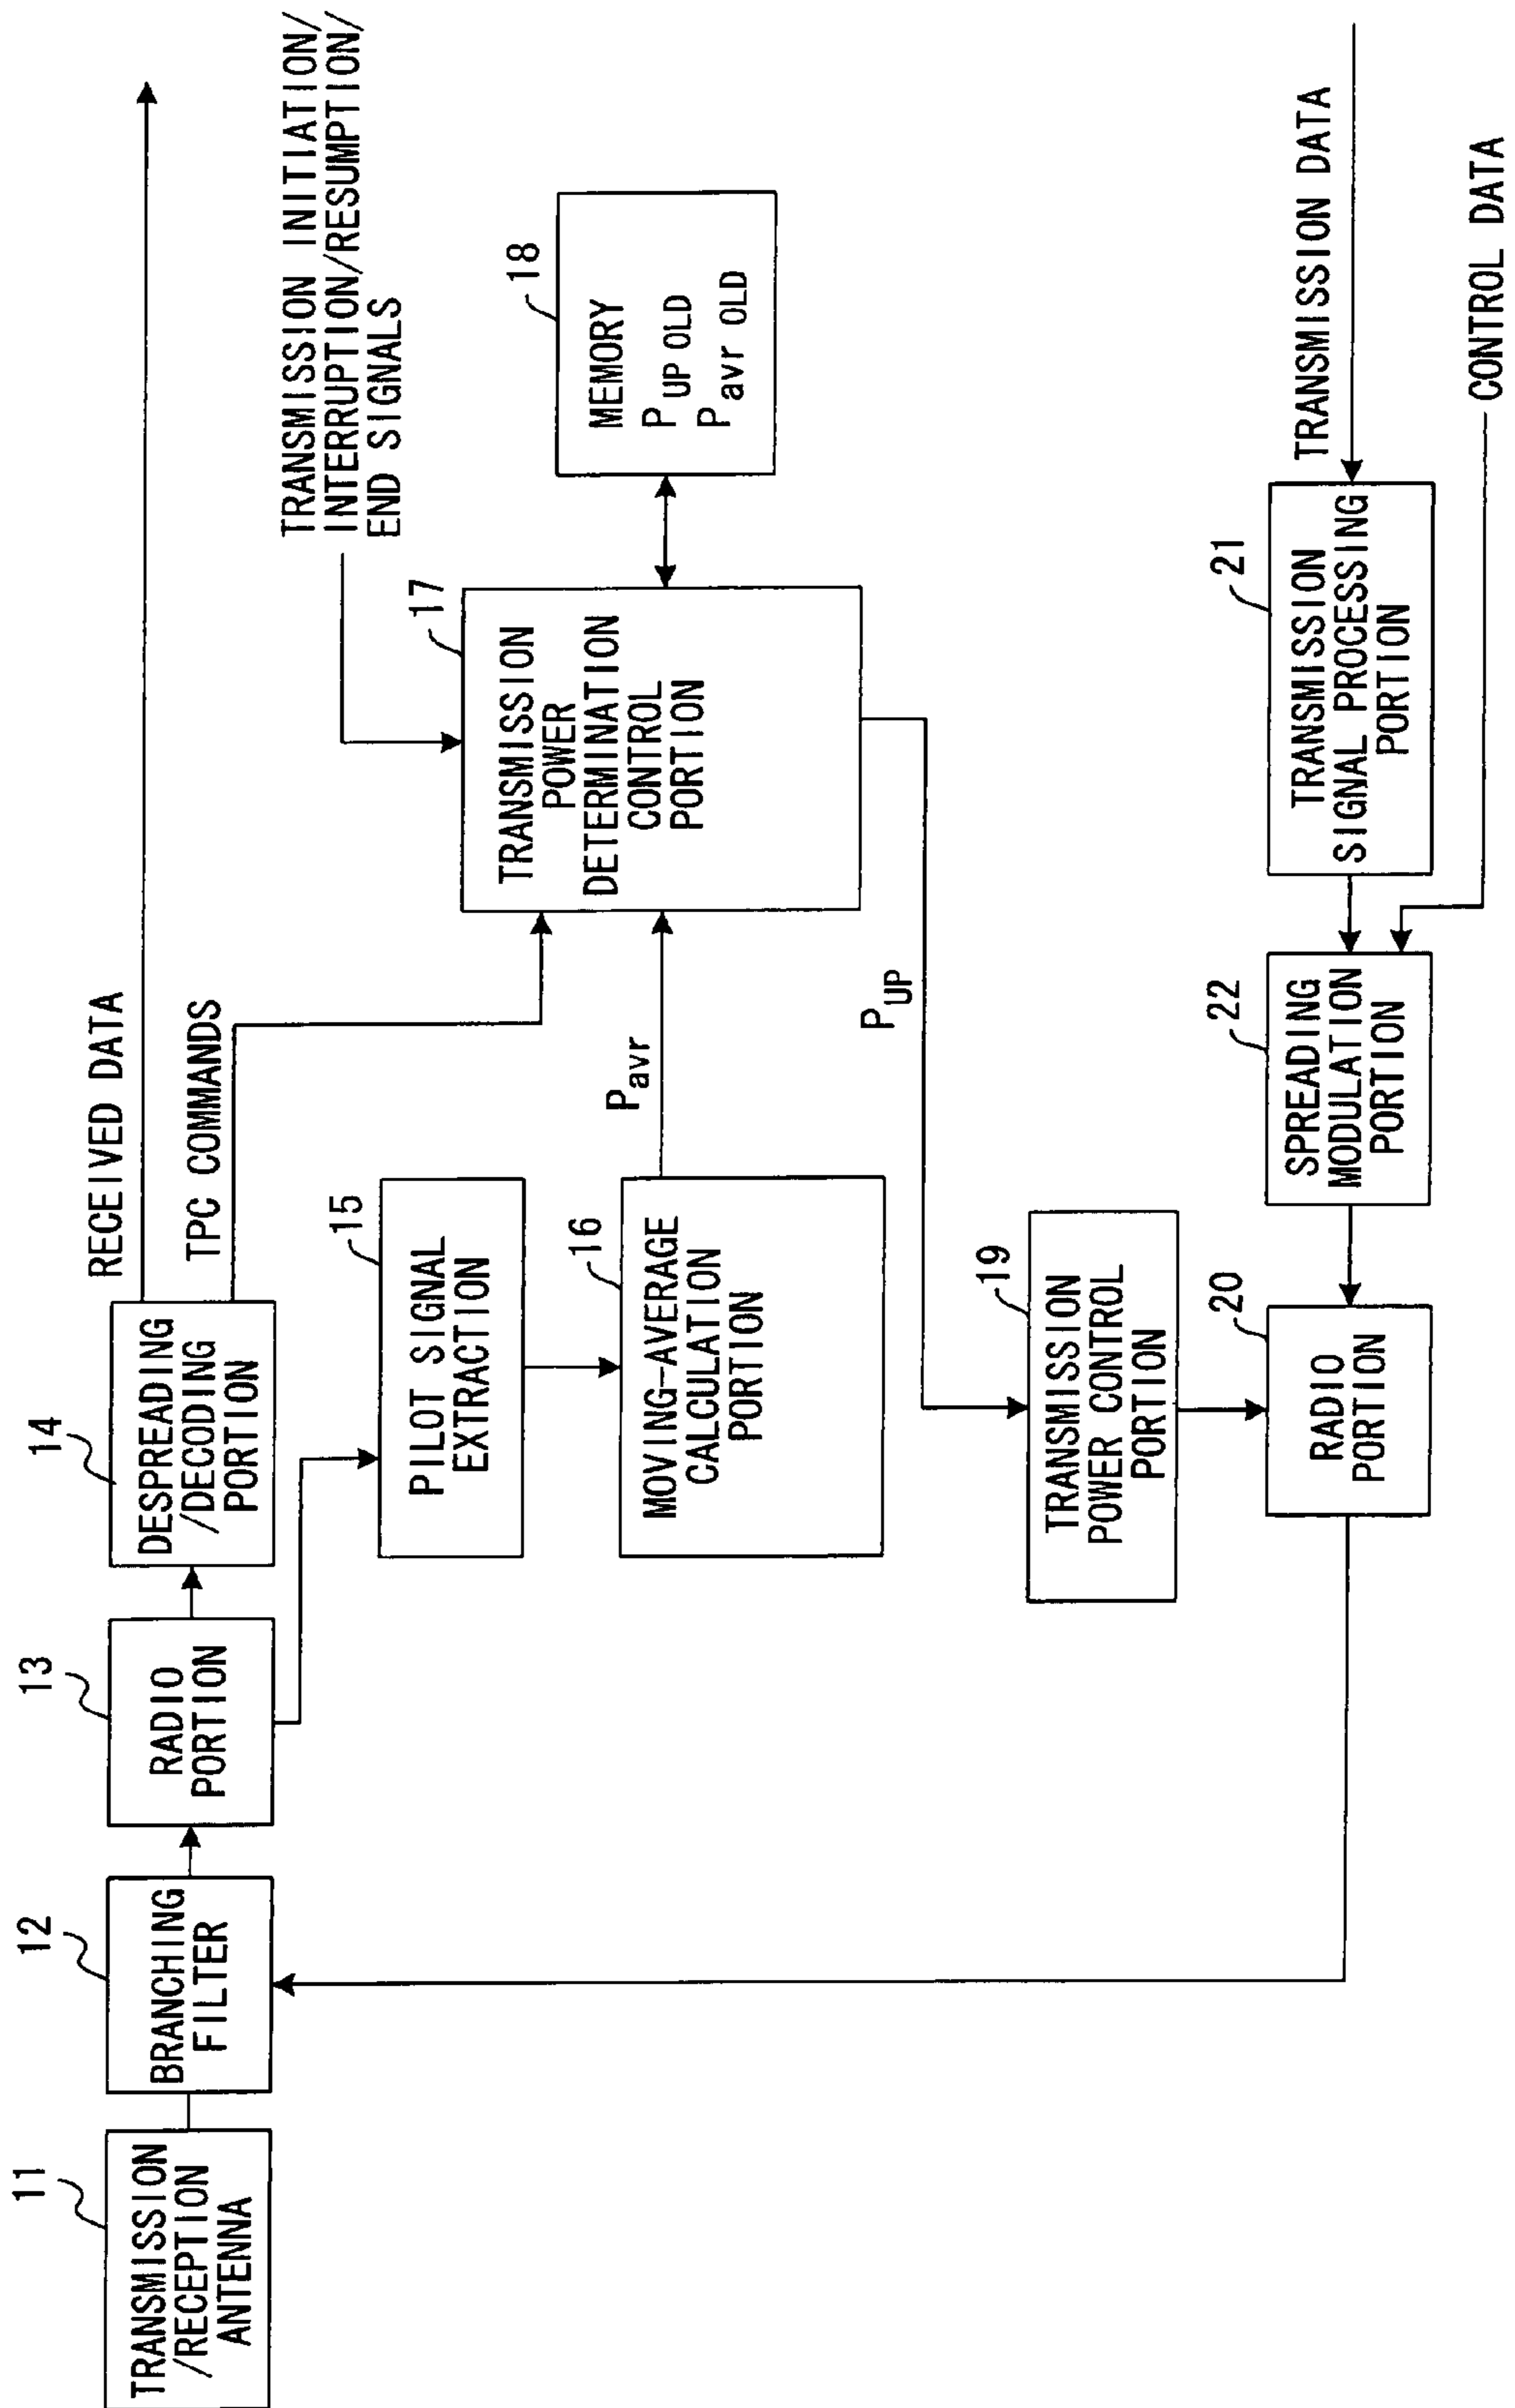 11
TRANSMISSION
/RECEPTION
ANTENNA
12
BRANCHING
FILTER
13
RADIO
PORTION
14
DESPREADING
/DECODING
PORTION
RECEIVED DATA
TPC COMMANDS
15
PILOT SIGNAL
EXTRACTION
16
MOVING-AVERAGE
CALCULATION
PORTION
Pavr
TRANSMISSION INITIATION/
INTERRUPTION/RESUMPTION/
END SIGNALS
17
TRANSMISSION
POWER
DETERMINATION
CONTROL
PORTION
18
MEMORY
PUP OLD
Pavr OLD
PUP
19
TRANSMISSION
POWER CONTROL
PORTION
20
RADIO
PORTION
22
SPREADING
MODULATION
PORTION
21
TRANSMISSION
SIGNAL PROCESSING
PORTION
TRANSMISSION DATA
CONTROL DATA